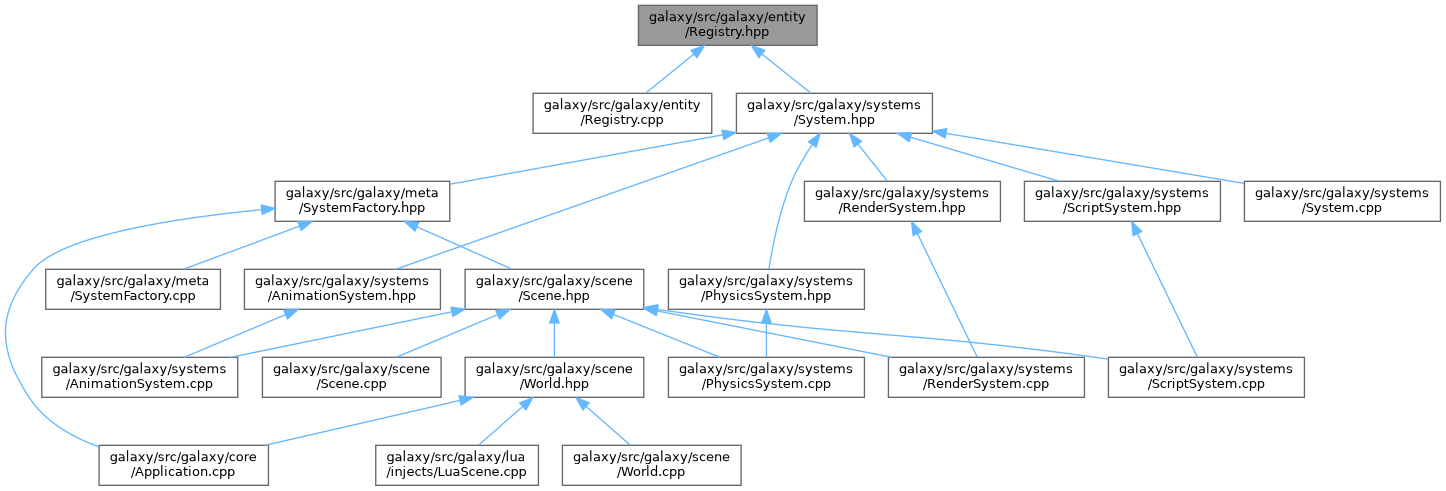 galaxy/src/galaxy/entity
/Registry.hpp
galaxy/src/galaxy/entity
/Registry.cpp
galaxy/src/galaxy/systems
/System.hpp
galaxy/src/galaxy/meta
/SystemFactory.hpp
galaxy/src/galaxy/systems
/RenderSystem.hpp
galaxy/src/galaxy/systems
/ScriptSystem.hpp
galaxy/src/galaxy/systems
/System.cpp
galaxy/src/galaxy/meta
/SystemFactory.cpp
galaxy/src/galaxy/systems
/AnimationSystem.hpp
galaxy/src/galaxy/scene
/Scene.hpp
galaxy/src/galaxy/systems
/PhysicsSystem.hpp
galaxy/src/galaxy/systems
/AnimationSystem.cpp
galaxy/src/galaxy/scene
/Scene.cpp
galaxy/src/galaxy/scene
/World.hpp
galaxy/src/galaxy/systems
/PhysicsSystem.cpp
galaxy/src/galaxy/systems
/RenderSystem.cpp
galaxy/src/galaxy/systems
/ScriptSystem.cpp
galaxy/src/galaxy/core
/Application.cpp
galaxy/src/galaxy/lua
/injects/LuaScene.cpp
galaxy/src/galaxy/scene
/World.cpp